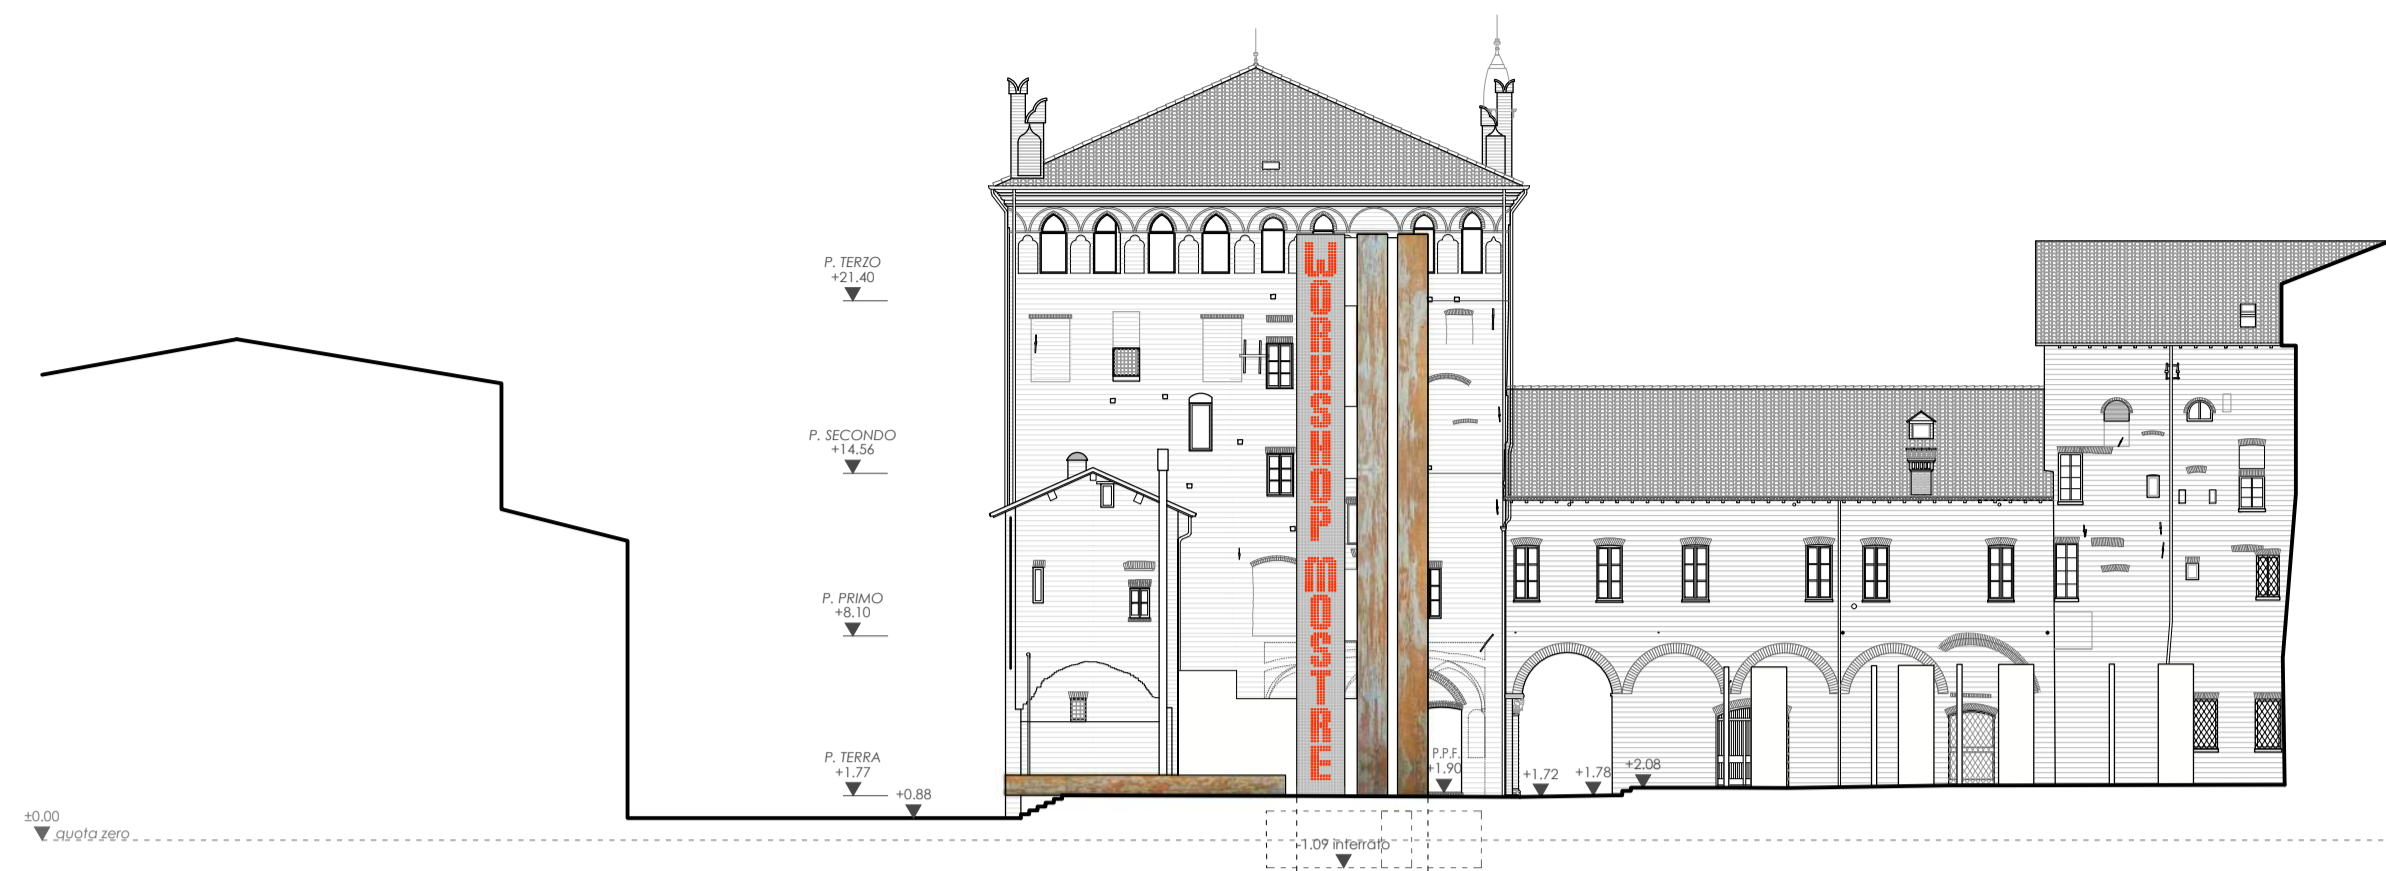 P. TERZO
+21.40
P. SECONDO
+14.56
P. PRIMO
+8.10
P. TERRA
+1.77
+0.88
±0.00
quota zero
WORKSHOP MOSTRE
P.P.F.
+1.90
+1.72
+1.78
+2.08
-1.09 interrato